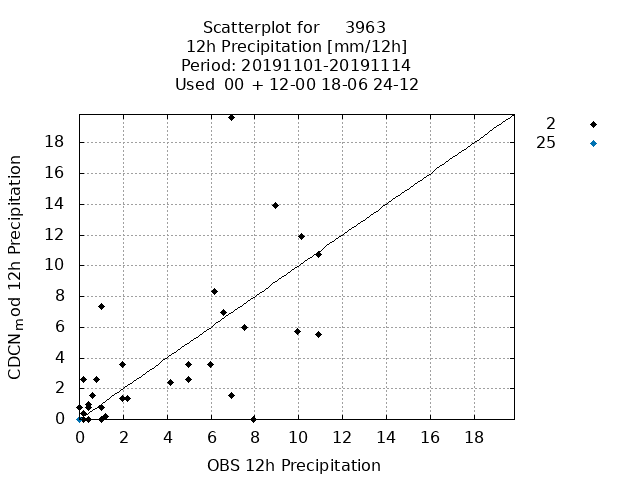 Scatterplot for 3963
12h Precipitation [mm/12h]
Period: 20191101-20191114
Used 00 + 12-00 18-06 24-12
2
25
CDCNmod 12h Precipitation
18
16
14
12
10
8
6
4
2
0
0 2 4 6 8 10 12 14 16 18
OBS 12h Precipitation